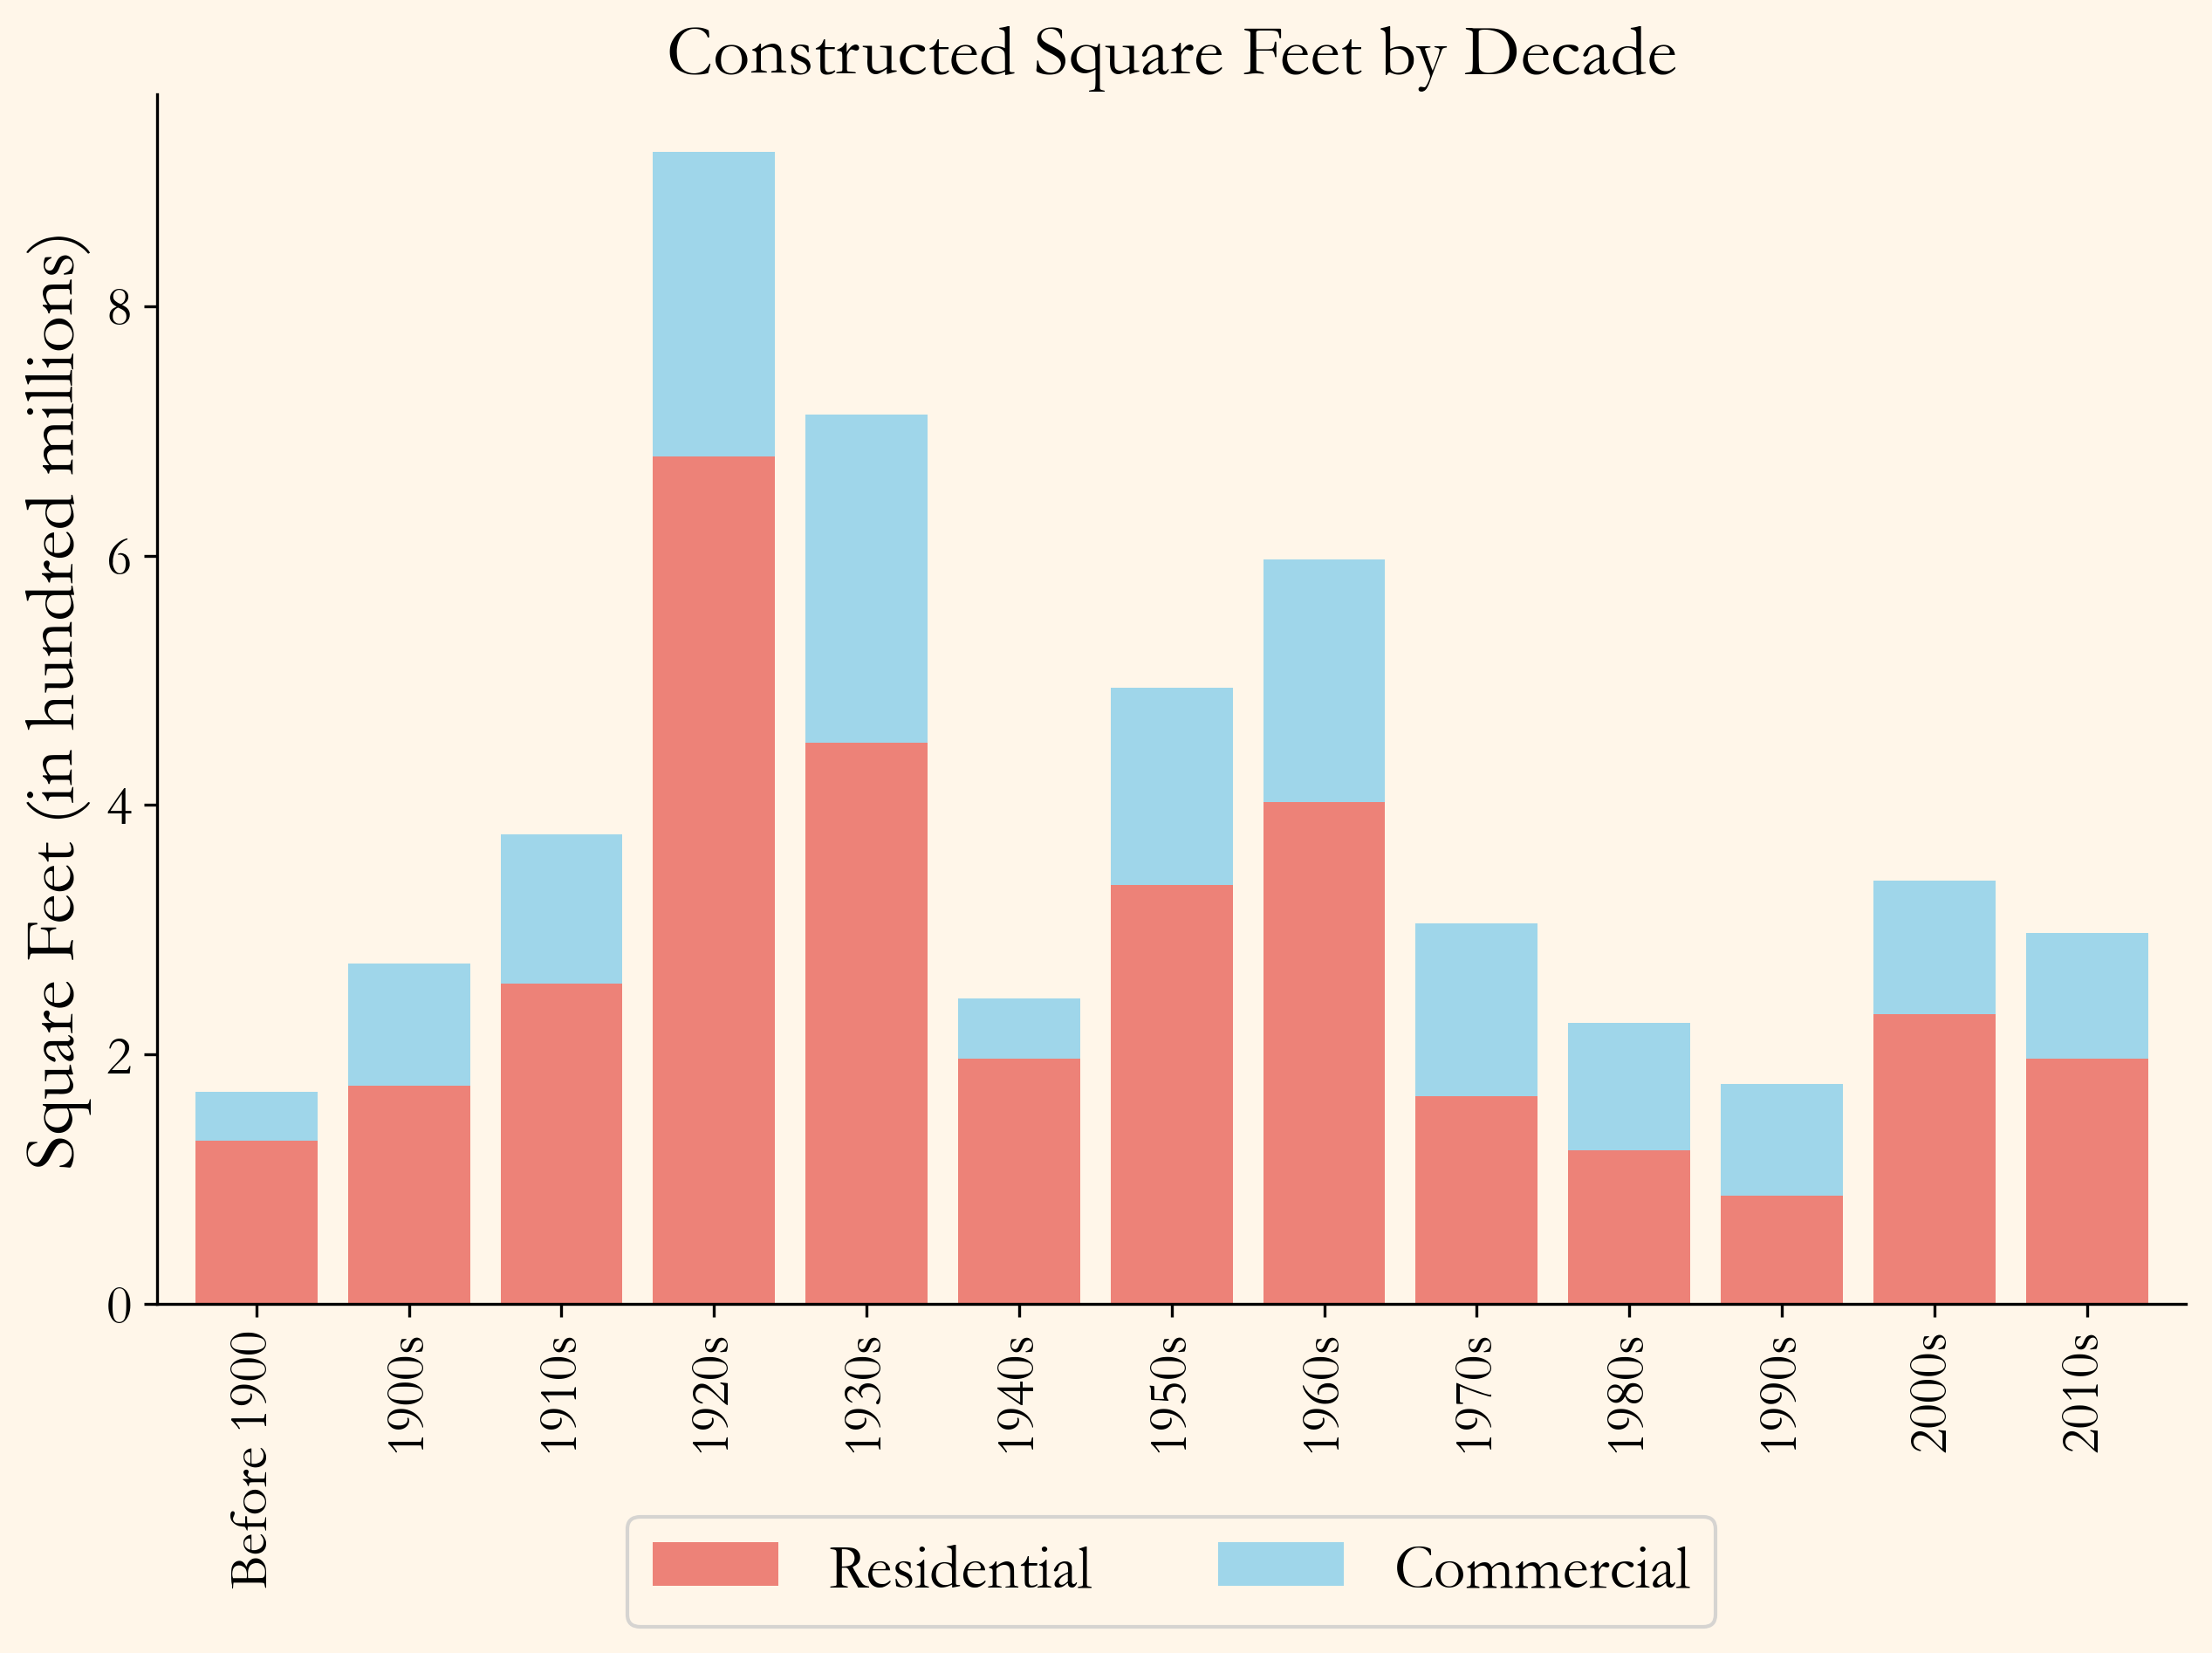 Constructed Square Feet by Decade
Square Feet (in hundred millions)
8
6
4
2
0
Before 1900
1900s
1910s
1920s
1930s
1940s
1950s
1960s
1970s
1980s
1990s
2000s
2010s
Residential
Commercial